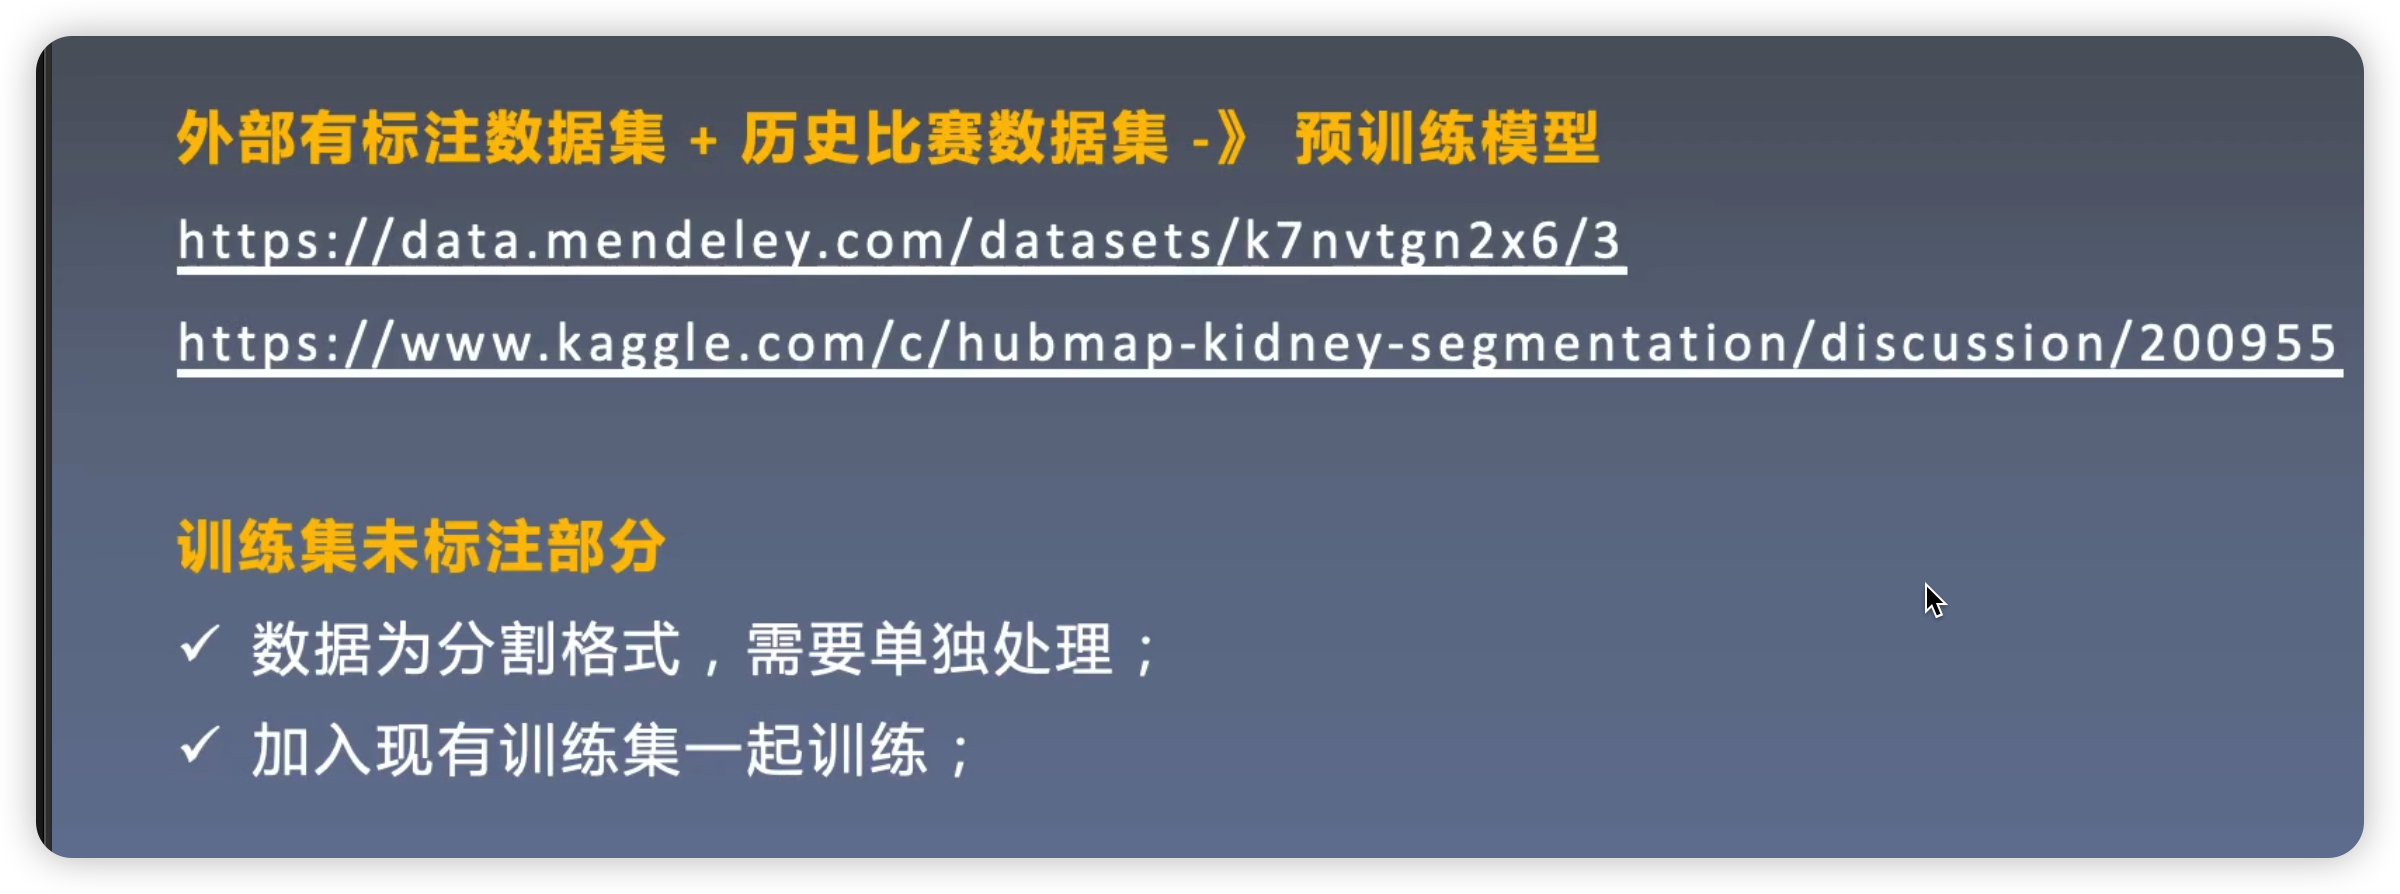 外部有标注数据集 + 历史比赛数据集 -》 预训练模型
https://data.mendeley.com/datasets/k7nvtgn2x6/3
https://www.kaggle.com/c/hubmap-kidney-segmentation/discussion/200955
训练集未标注部分
✓ 数据为分割格式，需要单独处理；
✓ 加入现有训练集一起训练；